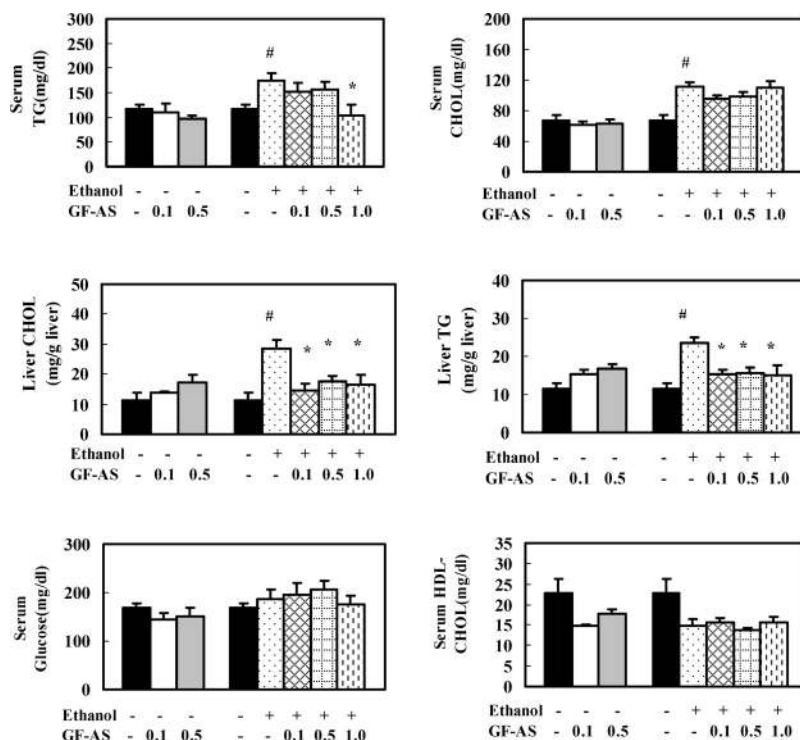 Serum
TG(mg/dl)
300
250
200
150
100
50
0
#
*
Ethanol - - - - + + + +
GF-AS - 0.1 0.5 - - 0.1 0.5 1.0
Serum
CHOL(mg/dl)
200
160
120
80
40
0
#
Ethanol - - - - + + + +
GF-AS - 0.1 0.5 - - 0.1 0.5 1.0
Liver CHOL
(mg/g liver)
50
40
30
20
10
0
#
* * *
Ethanol - - - - + + + +
GF-AS - 0.1 0.5 - - 0.1 0.5 1.0
Liver TG
(mg/g liver)
40
30
20
10
0
#
* * *
Ethanol - - - - + + + +
GF-AS - 0.1 0.5 - - 0.1 0.5 1.0
Serum
Glucose(mg/dl)
300
200
100
0
Ethanol - - - - + + + +
GF-AS - 0.1 0.5 - - 0.1 0.5 1.0
Serum HDL-
CHOL(mg/dl)
35
30
25
20
15
10
5
0
Ethanol - - - - + + + +
GF-AS - 0.1 0.5 - - 0.1 0.5 1.0